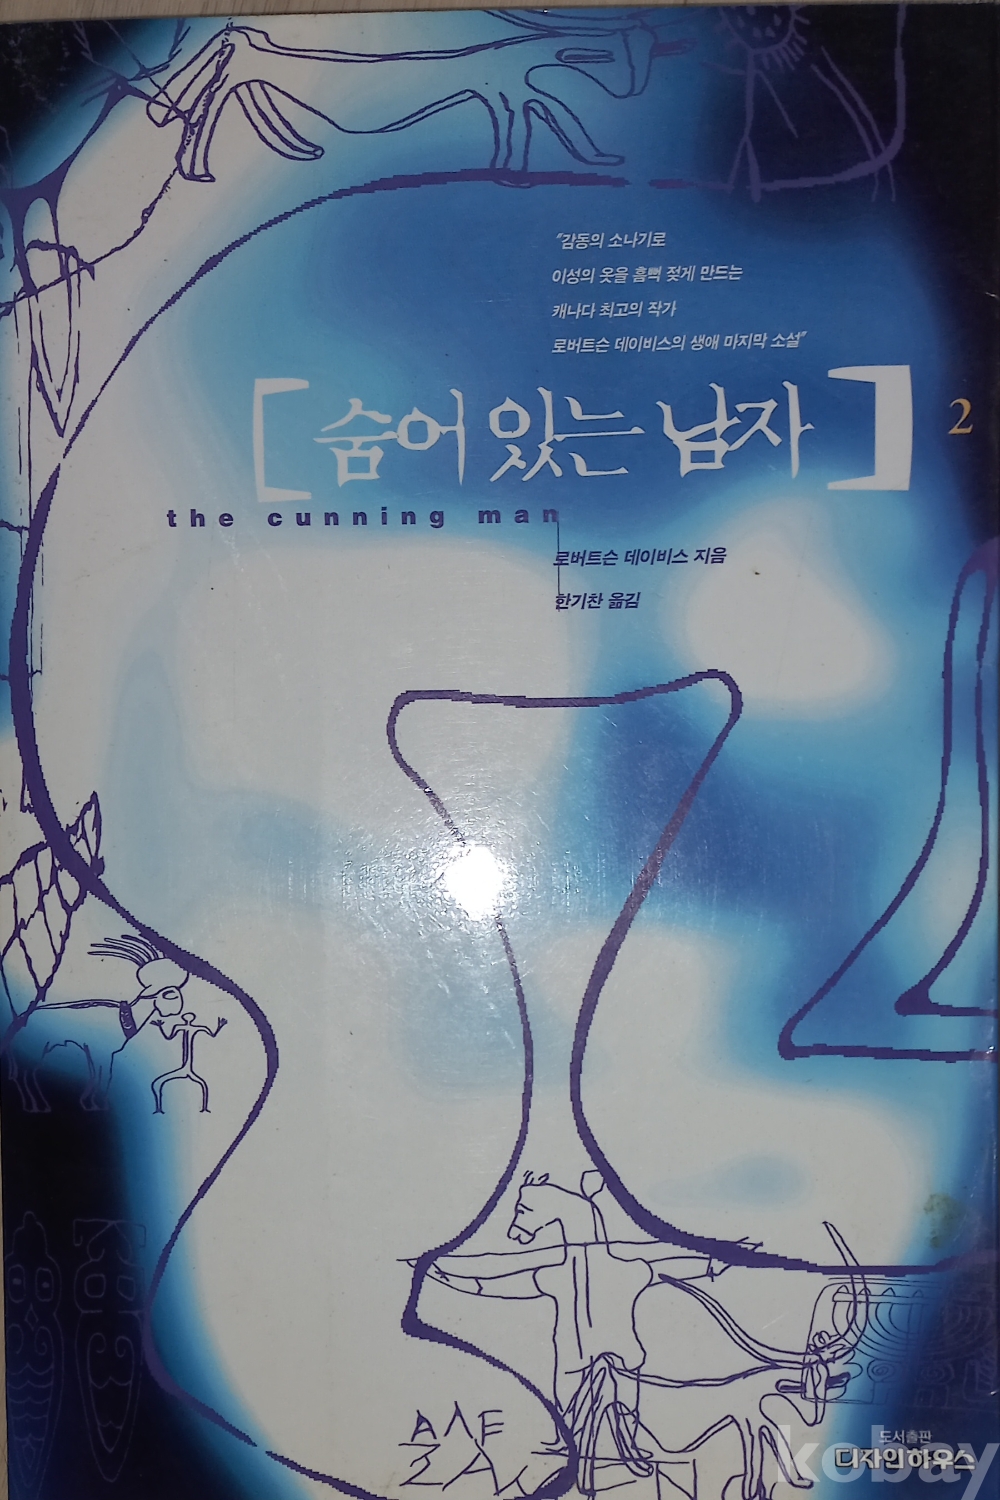 "감동의 소나기로
이성의 옷을 흠뻑 젖게 만드는
캐나다 최고의 작가
로버트슨 데이비스의 생애 마지막 소설"
[숨어 있는 남자] 2
the cunning man
로버트슨 데이비스 지음
한기찬 옮김
도서출판
디자인하우스
kobay